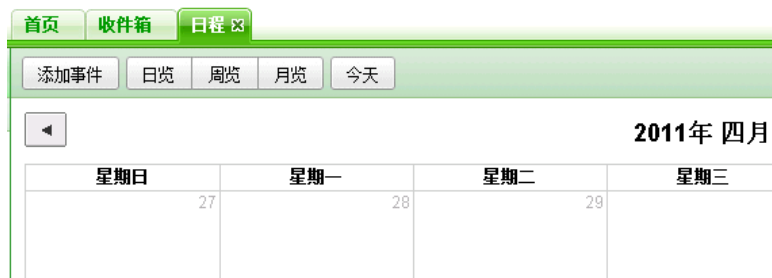 首页 收件箱 日程
添加事件 日览 周览 月览 今天
2011年 四月
星期日 星期一 星期二 星期三
27 28 29